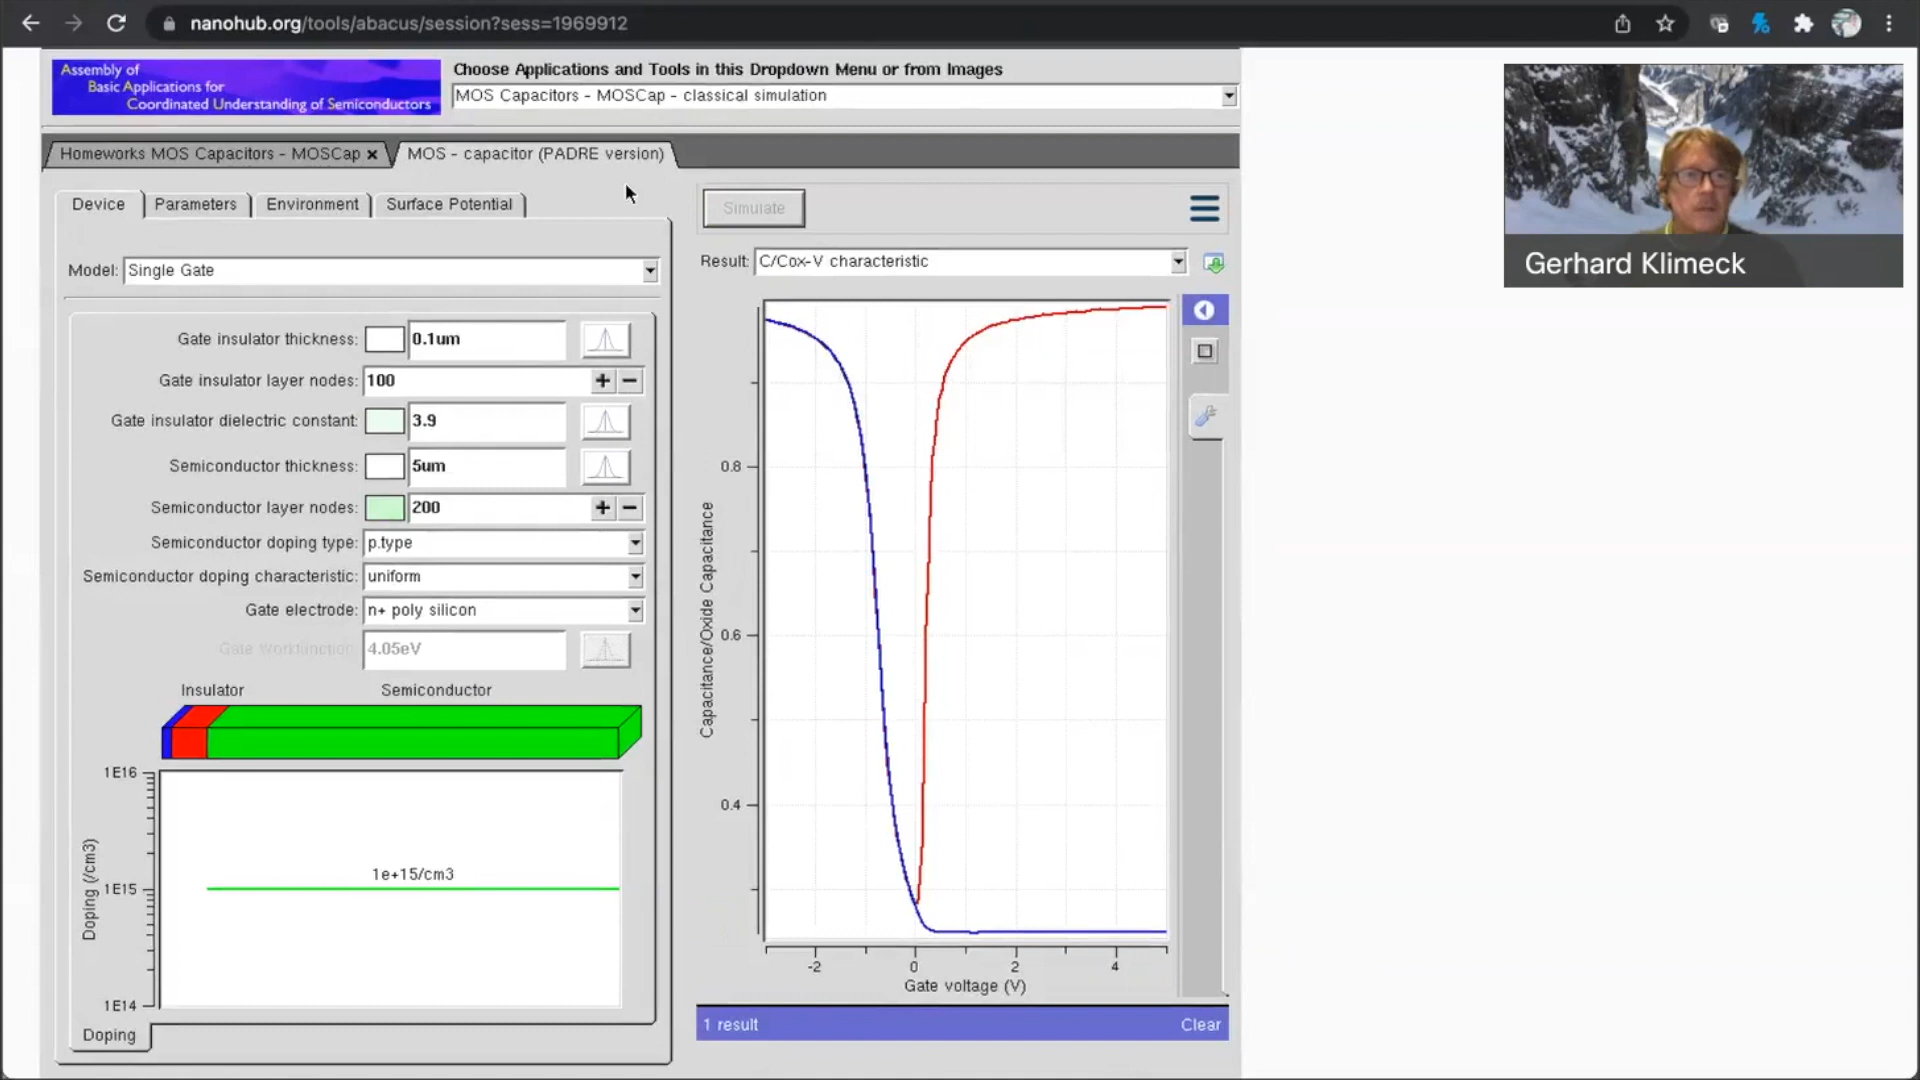 nanohub.org/tools/abacus/session?sess=1969912
Assembly of
Basic Applications for
Coordinated Understanding of Semiconductors
Choose Applications and Tools in this Dropdown Menu or from Images
MOS Capacitors - MOSCap - classical simulation
Homeworks MOS Capacitors - MOSCap
MOS - capacitor (PADRE version)
Device
Parameters
Environment
Surface Potential
Model: Single Gate
Gate insulator thickness: 0.1um
Gate insulator layer nodes: 100
Gate insulator dielectric constant: 3.9
Semiconductor thickness: 5um
Semiconductor layer nodes: 200
Semiconductor doping type: p.type
Semiconductor doping characteristic: uniform
Gate electrode: n+ poly silicon
Gate Workfunction: 4.05eV
Insulator
Semiconductor
1E16
1E15
1E14
Doping (/cm3)
1e+15/cm3
Doping
Simulate
Result: C/Cox-V characteristic
0.8
0.6
0.4
Capacitance/Oxide Capacitance
-2
0
2
4
Gate voltage (V)
1 result
Clear
Gerhard Klimeck